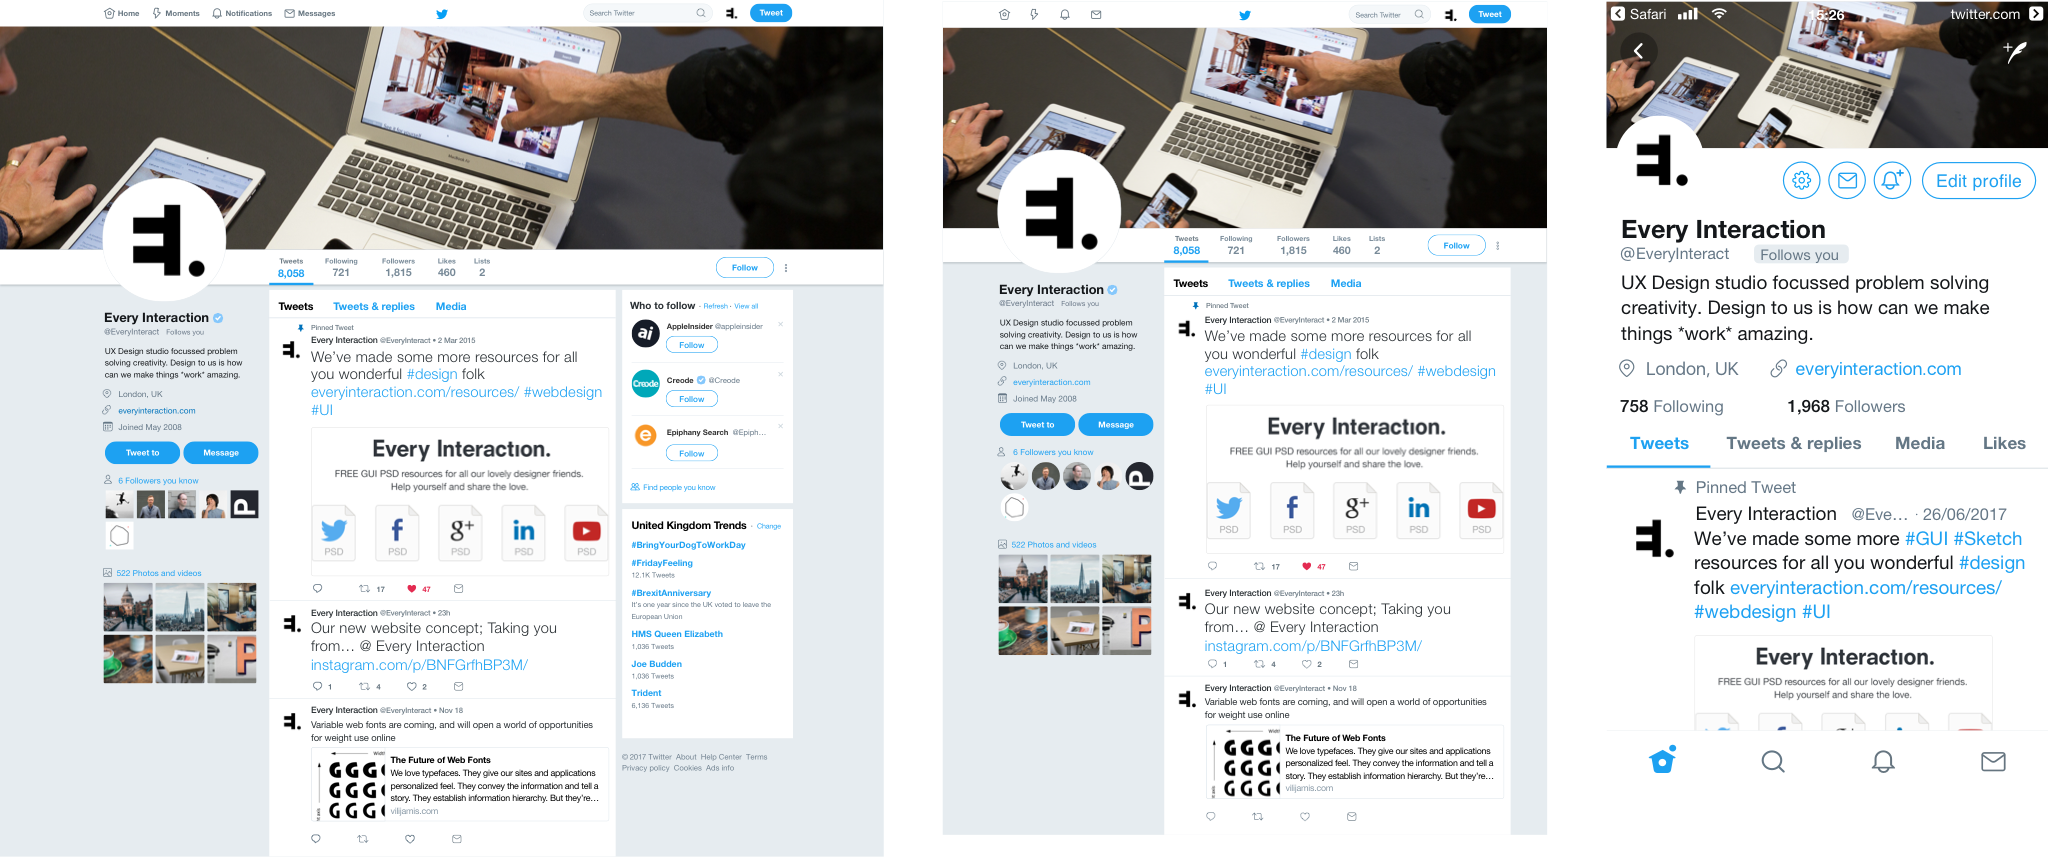 Home Moments Notifications Messages
Search Twitter
Tweet
Tweets Following Followers Likes Lists
8,058 721 1,815 460 2
Follow
Every Interaction
@EveryInteract Follows you
UX Design studio focussed problem
solving creativity. Design to us is how
can we make things *work* amazing.
London, UK
everyinteraction.com
Joined May 2008
Tweet to Message
6 Followers you know
522 Photos and videos
Tweets Tweets & replies Media
Pinned Tweet
Every Interaction @EveryInteract • 2 Mar 2015
We’ve made some more resources for all
you wonderful #design folk
everyinteraction.com/resources/ #webdesign
#UI
Every Interaction.
FREE GUI PSD resources for all our lovely designer friends.
Help yourself and share the love.
f g+ in
PSD PSD PSD PSD PSD
17 47
Every Interaction @EveryInteract • 23h
Our new website concept; Taking you
from… @ Every Interaction
instagram.com/p/BNFGrfhBP3M/
1 4 2
Every Interaction @EveryInteract • Nov 18
Variable web fonts are coming, and will open a world of opportunities
for weight use online
The Future of Web Fonts
We love typefaces. They give our sites and applications
personalized feel. They convey the information and tell a
story. They establish information hierarchy. But they're…
vilijamis.com
Who to follow · Refresh · View all
ai
AppleInsider @appleinsider
Follow
Creode
Creode @Creode
Follow
e
Epiphany Search @Epiph…
Follow
Find people you know
United Kingdom Trends · Change
#BringYourDogToWorkDay
#FridayFeeling
12.1K Tweets
#BrexitAnniversary
It's one year since the UK voted to leave the
European Union
HMS Queen Elizabeth
1,036 Tweets
Joe Budden
1,036 Tweets
Trident
6,136 Tweets
© 2017 Twitter About Help Center Terms
Privacy policy Cookies Ads info
Search Twitter
Tweet
Tweets Following Followers Likes Lists
8,058 721 1,815 460 2
Follow
Every Interaction
@EveryInteract Follows you
UX Design studio focussed problem
solving creativity. Design to us is how
can we make things *work* amazing.
London, UK
everyinteraction.com
Joined May 2008
Tweet to Message
6 Followers you know
522 Photos and videos
Tweets Tweets & replies Media
Pinned Tweet
Every Interaction @EveryInteract • 2 Mar 2015
We’ve made some more resources for all
you wonderful #design folk
everyinteraction.com/resources/ #webdesign
#UI
Every Interaction.
FREE GUI PSD resources for all our lovely designer friends.
Help yourself and share the love.
f g+ in
PSD PSD PSD PSD PSD
17 47
Every Interaction @EveryInteract • 23h
Our new website concept; Taking you
from… @ Every Interaction
instagram.com/p/BNFGrfhBP3M/
1 4 2
Every Interaction @EveryInteract • Nov 18
Variable web fonts are coming, and will open a world of opportunities
for weight use online
The Future of Web Fonts
We love typefaces. They give our sites and applications
personalized feel. They convey the information and tell a
story. They establish information hierarchy. But they're…
vilijamis.com
Safari 15:26 twitter.com
Edit profile
Every Interaction
@EveryInteract Follows you
UX Design studio focussed problem solving
creativity. Design to us is how can we make
things *work* amazing.
London, UK everyinteraction.com
758 Following 1,968 Followers
Tweets Tweets & replies Media Likes
Pinned Tweet
Every Interaction @Eve… · 26/06/2017
We’ve made some more #GUI #Sketch
resources for all you wonderful #design
folk everyinteraction.com/resources/
#webdesign #UI
Every Interaction.
FREE GUI PSD resources for all our lovely designer friends.
Help yourself and share the love.